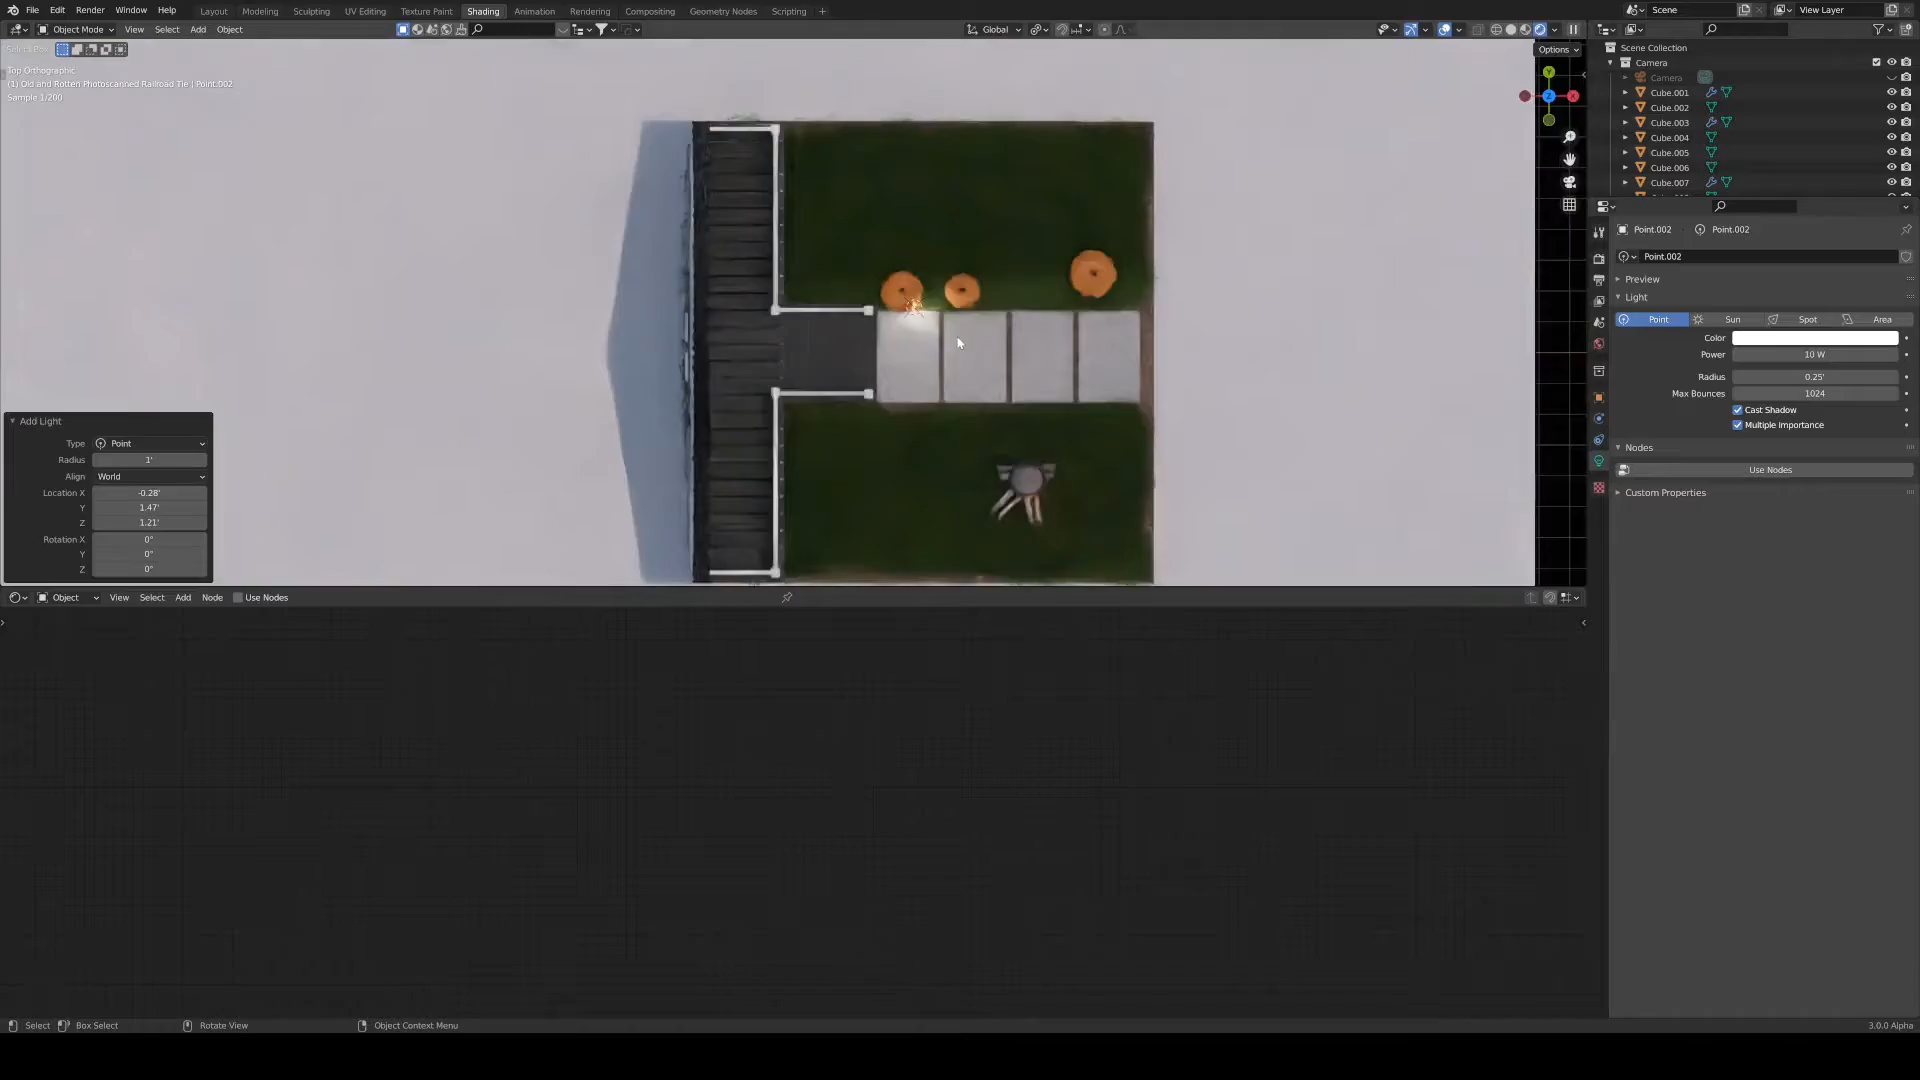 File Edit Render Window Help Layout Modeling Sculpting UV Editing Texture Paint Shading Animation Rendering Compositing Geometry Nodes Scripting + Scene View Layer
Object Mode View Select Add Object Global
Options
Top Orthographic
(1) Old and Rotten Photoscanned Railroad Tie | Point.002
Sample 1/200
Scene Collection
Camera
Camera
Cube.001
Cube.002
Cube.003
Cube.004
Cube.005
Cube.006
Cube.007
Point.002 Point.002
Point.002
Preview
Light
Point Sun Spot Area
Color
Power 10 W
Radius 0.25'
Max Bounces 1024
Cast Shadow
Multiple Importance
Nodes
Use Nodes
Custom Properties
Add Light
Type Point
Radius 1'
Align World
Location X -0.28'
Y 1.47'
Z 1.21'
Rotation X 0°
Y 0°
Z 0°
Object View Select Add Node Use Nodes
Select Box Select Rotate View Object Context Menu 3.0.0 Alpha